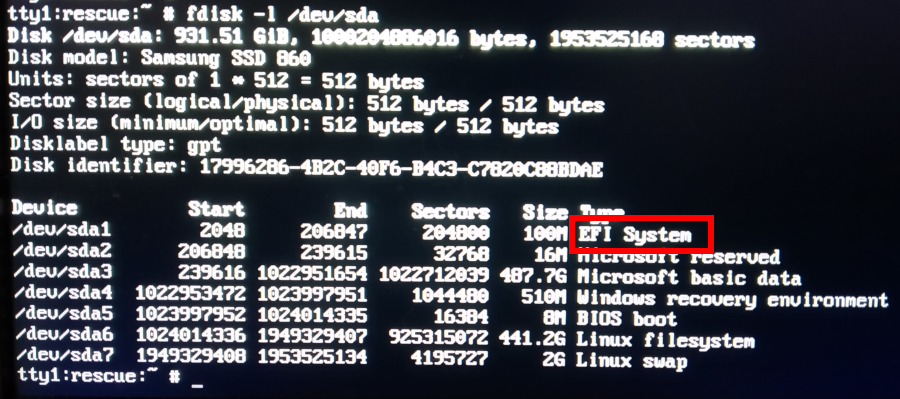 tty1:rescue:~ # fdisk -l /dev/sda
Disk /dev/sda: 931.51 GiB, 1000204886016 bytes, 1953525168 sectors
Disk model: Samsung SSD 860
Units: sectors of 1 * 512 = 512 bytes
Sector size (logical/physical): 512 bytes / 512 bytes
I/O size (minimum/optimal): 512 bytes / 512 bytes
Disklabel type: gpt
Disk identifier: 17996286-4B2C-40F6-B4C3-C7820C88BDAE
Device Start End Sectors Size Type
/dev/sda1 2048 206847 204800 100M EFI System
/dev/sda2 206848 239615 32768 16M Microsoft reserved
/dev/sda3 239616 1022951654 1022712039 487.7G Microsoft basic data
/dev/sda4 1022953472 1023997951 1044480 510M Windows recovery environment
/dev/sda5 1023997952 1024014335 16384 8M BIOS boot
/dev/sda6 1024014336 1949329407 925315072 441.2G Linux filesystem
/dev/sda7 1949329408 1953525134 4195727 2G Linux swap
tty1:rescue:~ # _